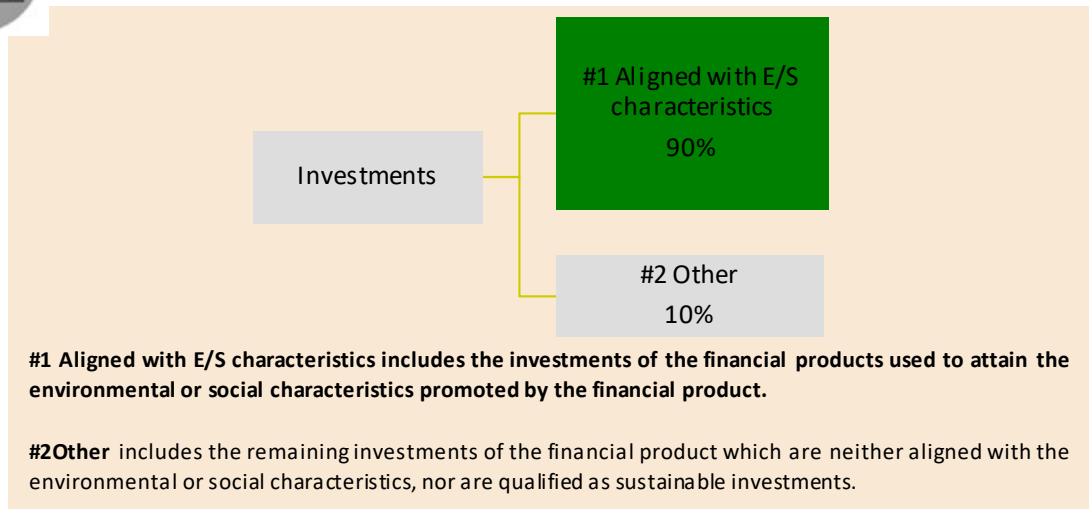 #1 Aligned with E/S
characteristics
90%
Investments
#2 Other
10%
#1 Aligned with E/S characteristics includes the investments of the financial products used to attain the
environmental or social characteristics promoted by the financial product.
#2Other includes the remaining investments of the financial product which are neither aligned with the
environmental or social characteristics, nor are qualified as sustainable investments.